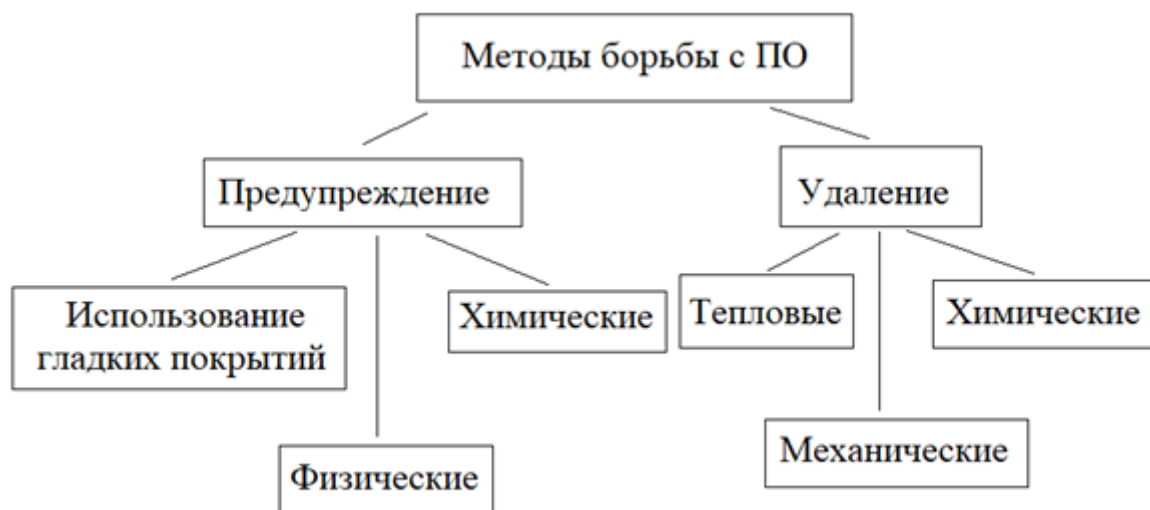 Методы борьбы с ПО
Предупреждение
Удаление
Использование
гладких покрытий
Химические
Тепловые
Химические
Физические
Механические